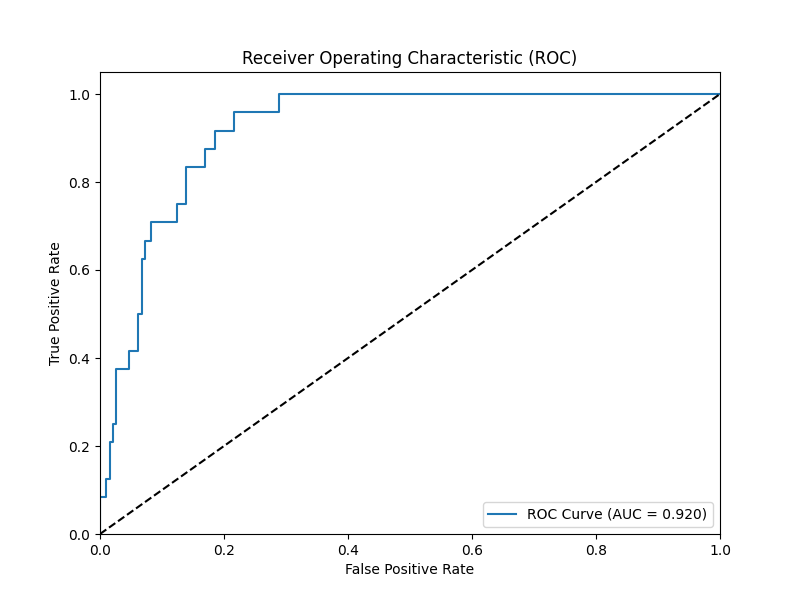 Receiver Operating Characteristic (ROC)
1.0
0.8
0.6
0.4
0.2
0.0
True Positive Rate
ROC Curve (AUC = 0.920)
0.0 0.2 0.4 0.6 0.8 1.0
False Positive Rate